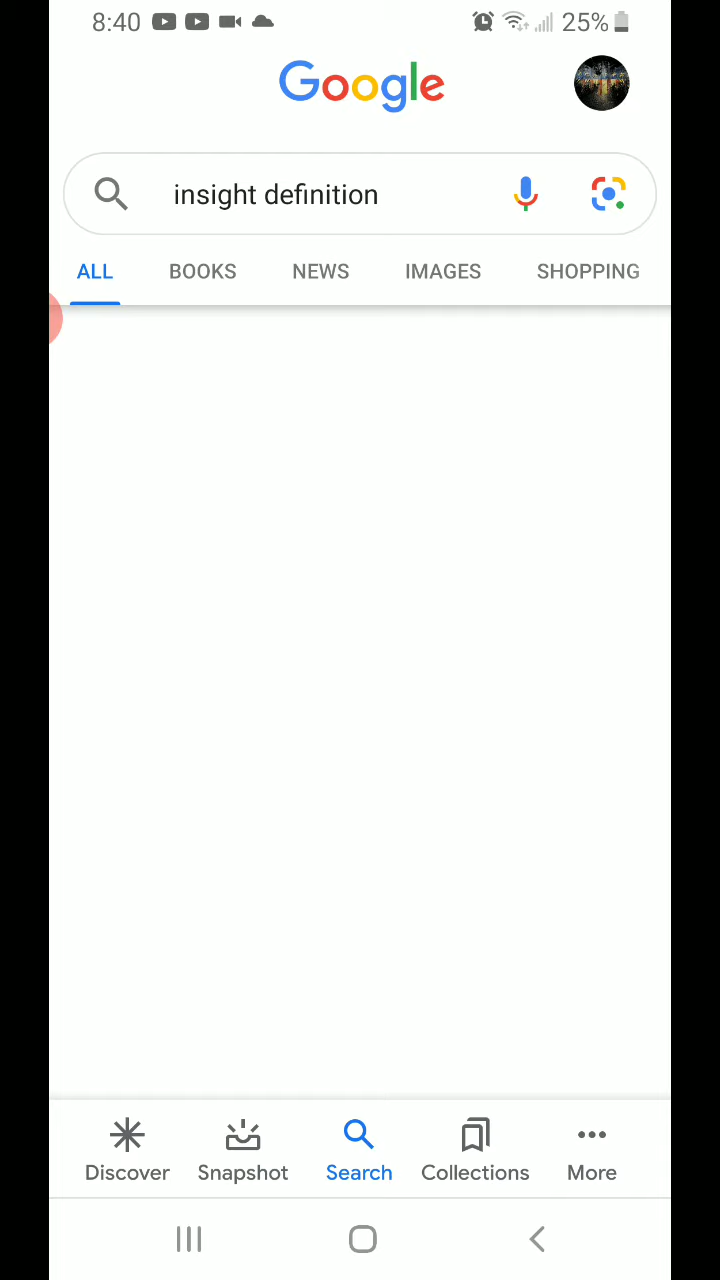 8:40 25%
Google
insight definition
ALL BOOKS NEWS IMAGES SHOPPING
Discover Snapshot Search Collections More